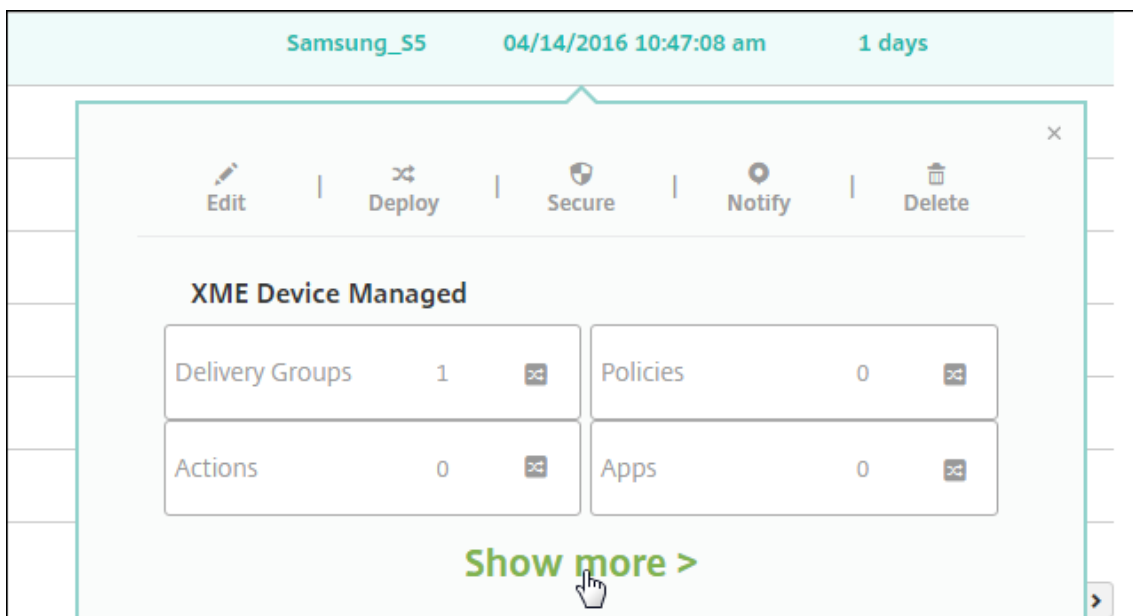 Samsung_S5 04/14/2016 10:47:08 am 1 days
×
Edit | Deploy | Secure | Notify | Delete
XME Device Managed
Delivery Groups 1 Policies 0
Actions 0 Apps 0
Show more >
>